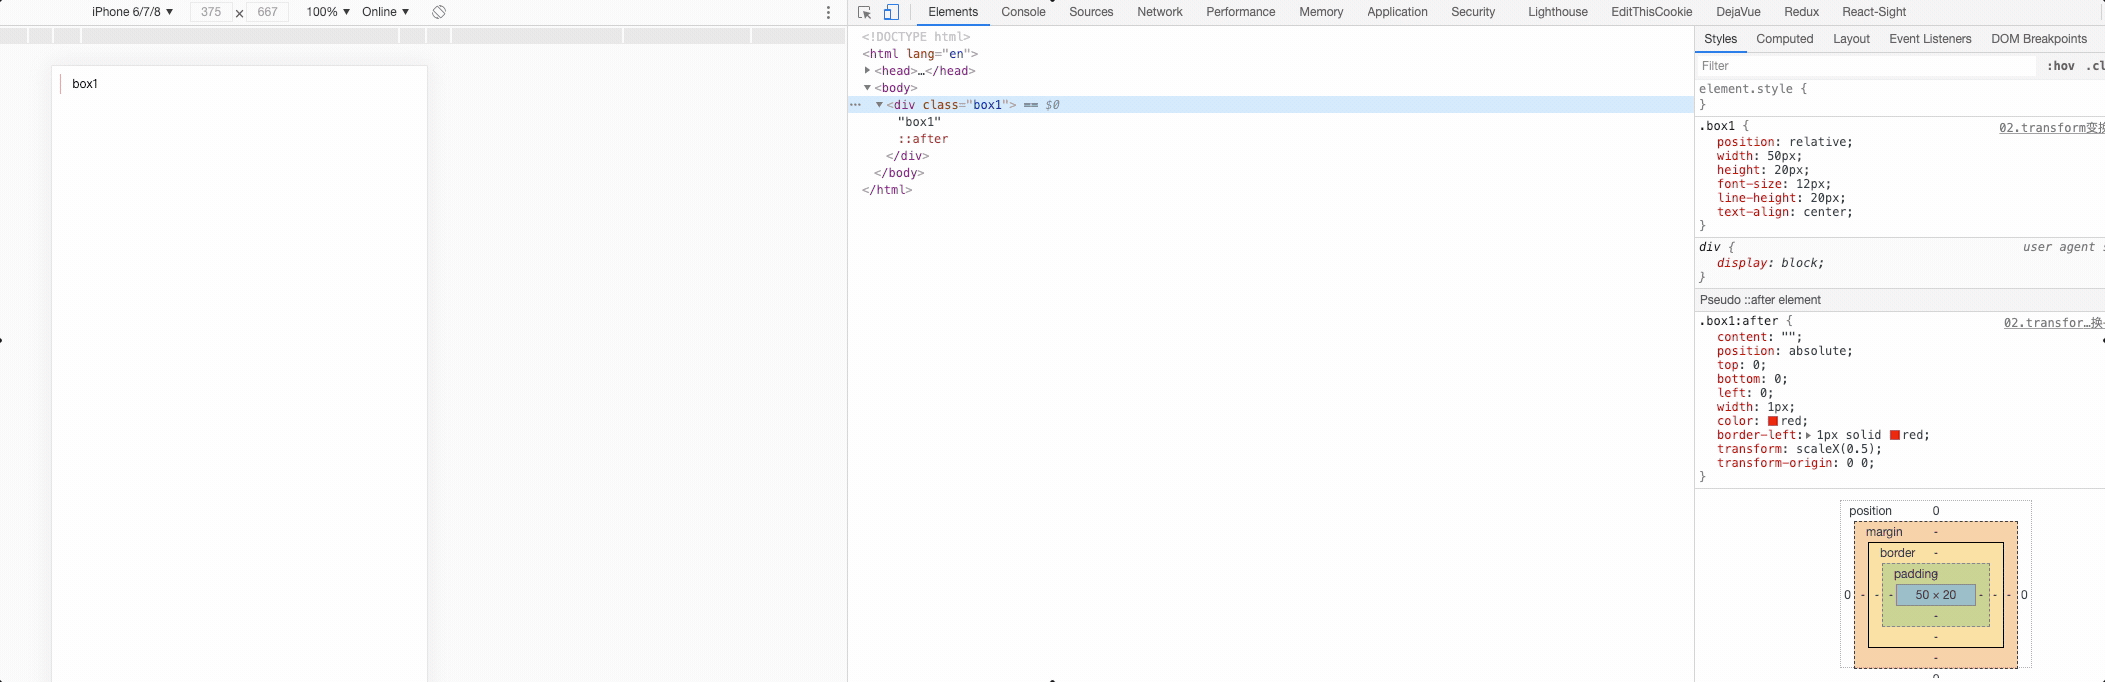 iPhone 6/7/8 ▼ 375 × 667 100% ▼ Online ▼
box1
Elements Console Sources Network Performance Memory Application Security Lighthouse EditThisCookie DejaVue Redux React-Sight
<!DOCTYPE html>
<html lang="en">
<head>…</head>
<body>
<div class="box1"> == $0
"box1"
::after
</div>
</body>
</html>
Styles Computed Layout Event Listeners DOM Breakpoints
Filter :hov .cl
element.style {
}
.box1 { 02.transform变换
position: relative;
width: 50px;
height: 20px;
font-size: 12px;
line-height: 20px;
text-align: center;
}
div { user agent s
display: block;
}
Pseudo ::after element
.box1:after { 02.transfor…换-
content: "";
position: absolute;
top: 0;
bottom: 0;
left: 0;
width: 1px;
color: red;
border-left: 1px solid red;
transform: scaleX(0.5);
transform-origin: 0 0;
}
position 0
margin -
border -
padding -
0 - - - 50 × 20 - - - 0
-
-
-
0